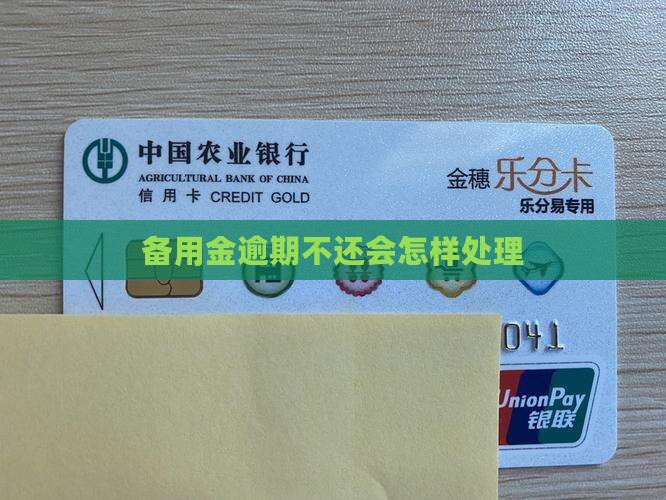 中国农业银行
AGRICULTURAL BANK OF CHINA
信用卡 CREDIT GOLD
金穗 乐分卡
乐分易专用
备用金逾期不还会怎样处理
041
UnionPay
银联